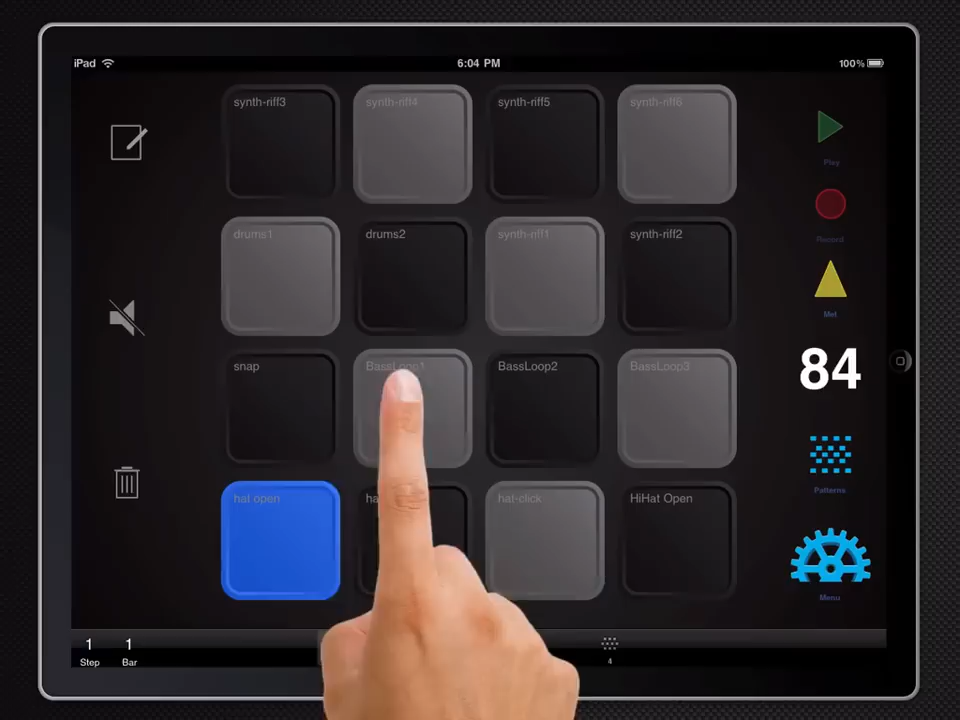 iPad 6:04 PM 100%
synth-riff3 synth-riff4 synth-riff5 synth-riff6
Play
Record
drums1 drums2 synth-riff1 synth-riff2
Met
84
snap BassLoop1 BassLoop2 BassLoop3
Patterns
hat open hat-click HiHat Open
Menu
1 1
Step Bar 4